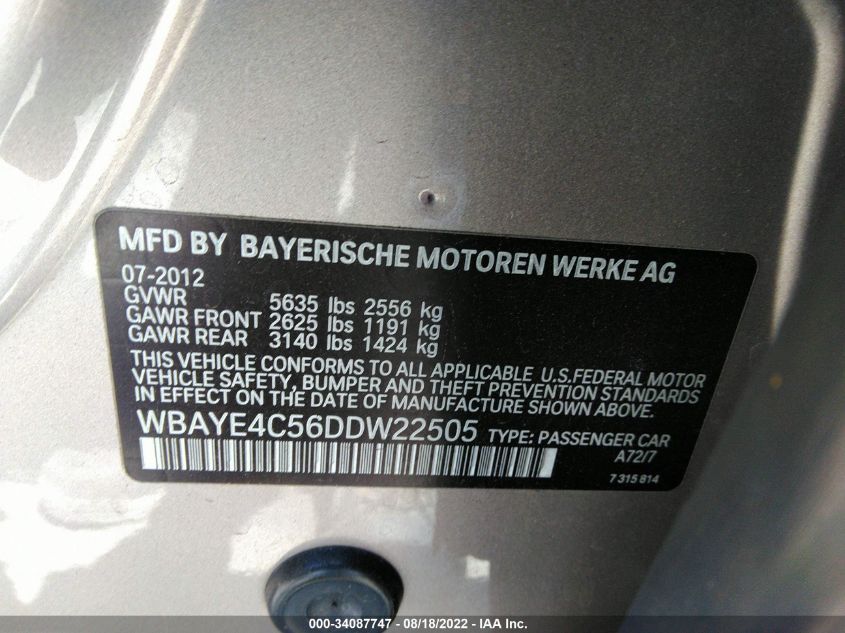 MFD BY BAYERISCHE MOTOREN WERKE AG
07-2012
GVWR 5635 lbs 2556 kg
GAWR FRONT 2625 lbs 1191 kg
GAWR REAR 3140 lbs 1424 kg
THIS VEHICLE CONFORMS TO ALL APPLICABLE U.S.FEDERAL MOTOR
VEHICLE SAFETY, BUMPER AND THEFT PREVENTION STANDARDS
IN EFFECT ON THE DATE OF MANUFACTURE SHOWN ABOVE.
WBAYE4C56DDW22505 TYPE: PASSENGER CAR
A72/7
7 315 814
000-34087747 - 08/18/2022 - IAA Inc.